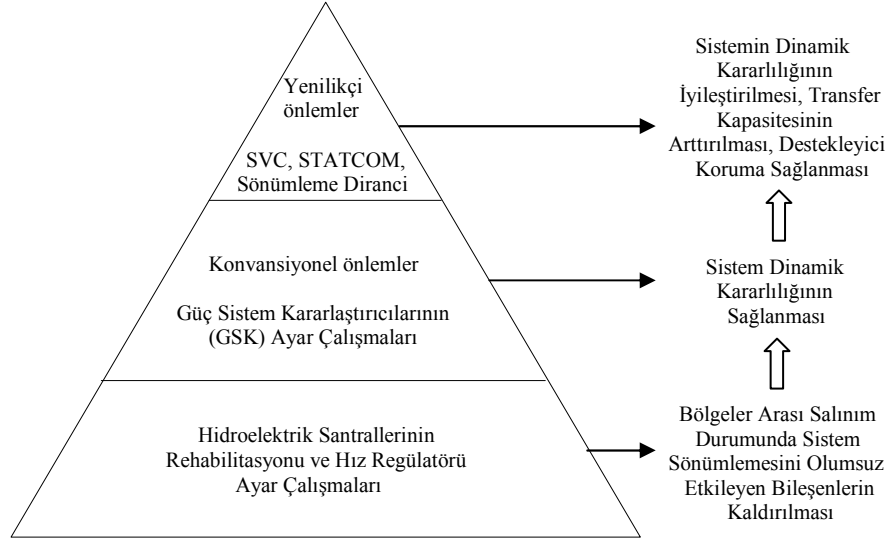 Yenilikçi
önlemler
SVC, STATCOM,
Sönümleme Diranci
Konvansiyonel önlemler
Güç Sistem Kararlaştırıcılarının
(GSK) Ayar Çalışmaları
Hidroelektrik Santrallerinin
Rehabilitasyonu ve Hız Regülatörü
Ayar Çalışmaları
Sistemin Dinamik
Kararlılığının
İyileştirilmesi, Transfer
Kapasitesinin
Arttırılması, Destekleyici
Koruma Sağlanması
Sistem Dinamik
Kararlılığının
Sağlanması
Bölgeler Arası Salınım
Durumunda Sistem
Sönümlemesini Olumsuz
Etkileyen Bileşenlerin
Kaldırılması